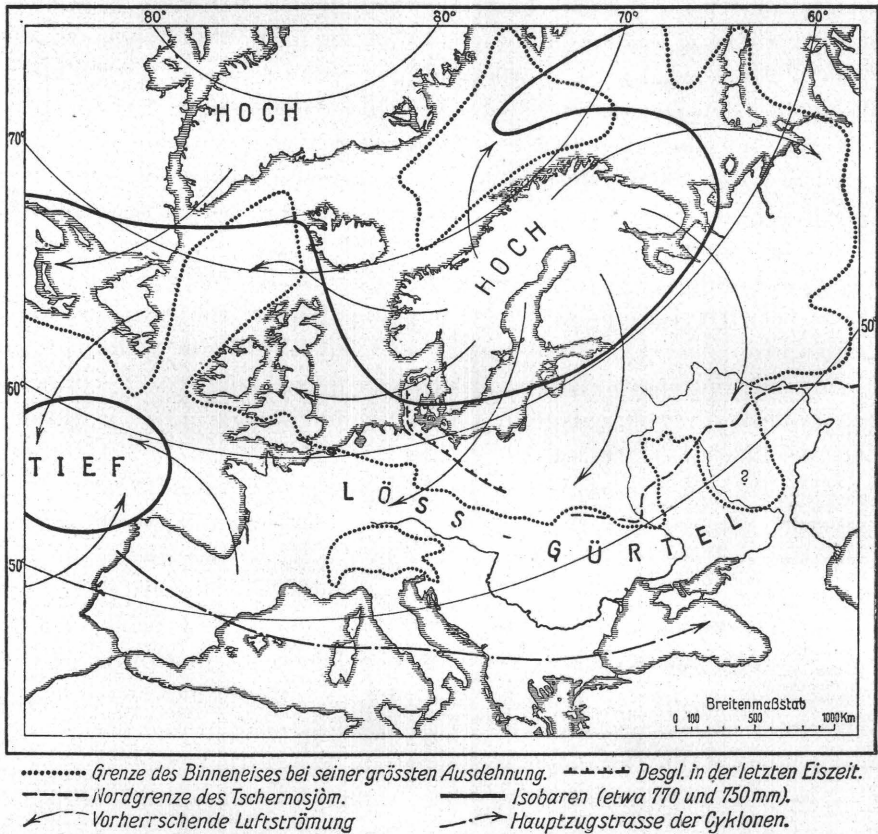 80° 80° 70° 60°
HOCH
70°
HOCH
50°
60°
TIEF
?
LÖSS
GÜRTEL
50°
Breitenmaßstab
0 100 500 1000 Km
Grenze des Binneneises bei seiner grössten Ausdehnung. Desgl. in der letzten Eiszeit.
Nordgrenze des Tschernosjòm. Isobaren (etwa 770 und 750 mm).
Vorherrschende Luftströmung Hauptzugstrasse der Cyklonen.